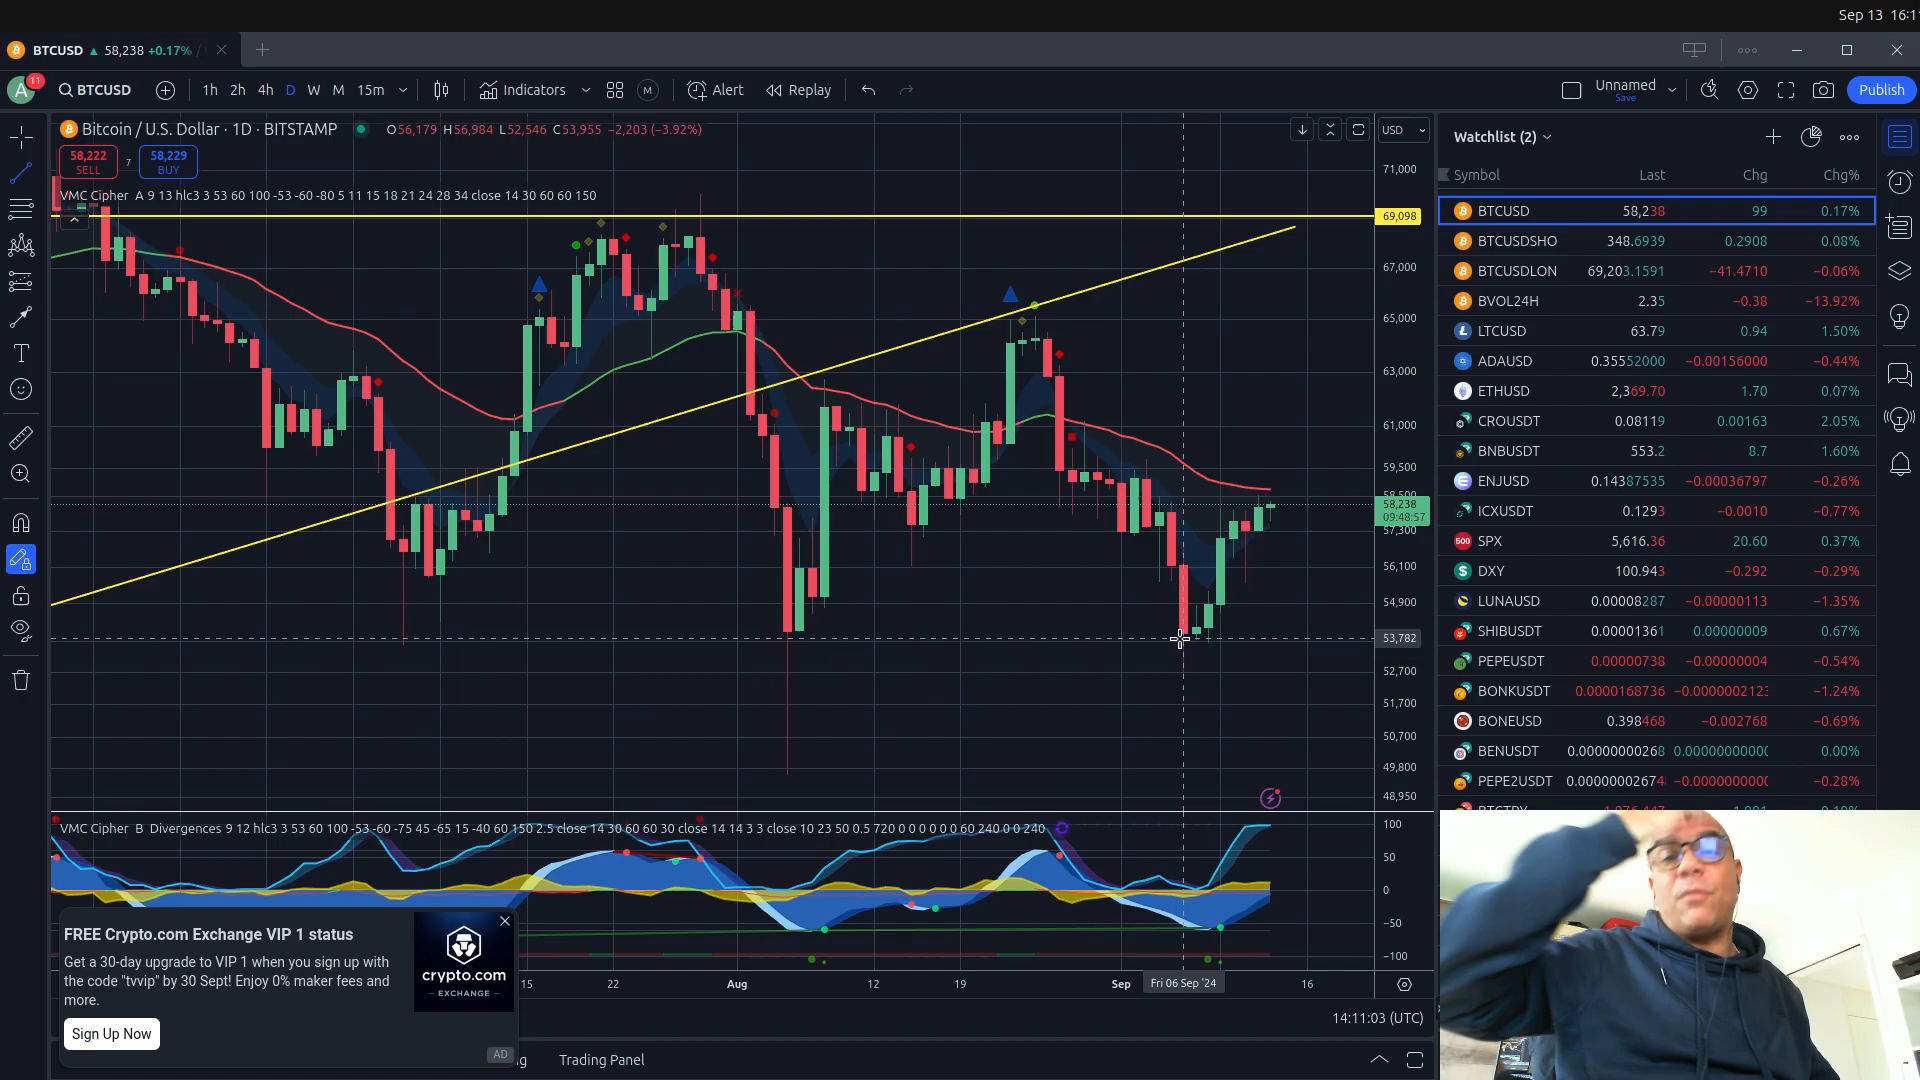 Sep 13 16:1
BTCUSD ▲ 58,238 +0.17% /
A 11 BTCUSD 1h 2h 4h D W M 15m Indicators M Alert Replay Unnamed Save Publish
Bitcoin / U.S. Dollar · 1D · BITSTAMP O56,179 H56,984 L52,546 C53,955 −2,203 (−3.92%)
USD
58,222 SELL 7 58,229 BUY
VMC Cipher A 9 13 hlc3 3 53 60 100 -53 -60 -80 5 11 15 18 21 24 28 34 close 14 30 60 60 150
71,000
69,098
67,000
65,000
63,000
61,000
59,500
58,500
58,238
09:48:57
57,300
56,100
54,900
53,782
52,700
51,700
50,700
49,800
48,950
VMC Cipher B Divergences 9 12 hlc3 3 53 60 100 -53 -60 -75 45 -65 15 -40 60 150 2.5 close 14 30 60 60 30 close 14 14 3 3 close 10 23 50 0.5 720 0 0 0 0 0 0 60 240 0 0 240
100
50
0
−50
−100
15 22 Aug 12 19 Sep Fri 06 Sep '24 16
14:11:03 (UTC)
FREE Crypto.com Exchange VIP 1 status
Get a 30-day upgrade to VIP 1 when you sign up with
the code "tvvip" by 30 Sept! Enjoy 0% maker fees and
more.
Sign Up Now
crypto.com
EXCHANGE
AD
Trading Panel
Watchlist (2)
Symbol Last Chg Chg%
BTCUSD 58,238 99 0.17%
BTCUSDSHO 348.6939 0.2908 0.08%
BTCUSDLON 69,203.1591 −41.4710 −0.06%
BVOL24H 2.35 −0.38 −13.92%
LTCUSD 63.79 0.94 1.50%
ADAUSD 0.35552000 −0.00156000 −0.44%
ETHUSD 2,369.70 1.70 0.07%
CROUSDT 0.08119 0.00163 2.05%
BNBUSDT 553.2 8.7 1.60%
ENJUSD 0.14387535 −0.00036797 −0.26%
ICXUSDT 0.1293 −0.0010 −0.77%
500 SPX 5,616.36 20.60 0.37%
DXY 100.943 −0.292 −0.29%
LUNAUSD 0.00008287 −0.00000113 −1.35%
SHIBUSDT 0.00001361 0.00000009 0.67%
PEPEUSDT 0.00000738 −0.00000004 −0.54%
BONKUSDT 0.0000168736 −0.0000002123 −1.24%
BONEUSD 0.398468 −0.002768 −0.69%
BENUSDT 0.00000000268 0.0000000000 0.00%
PEPE2USDT 0.00000002674 −0.000000000 −0.28%